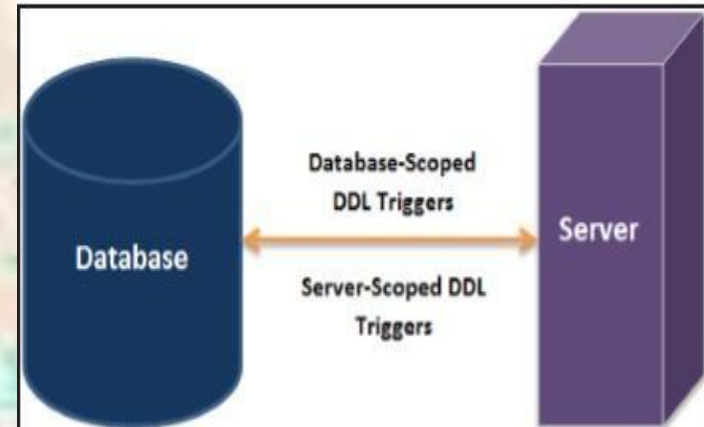 Database
Database-Scoped
DDL Triggers
Server-Scoped DDL
Triggers
Server